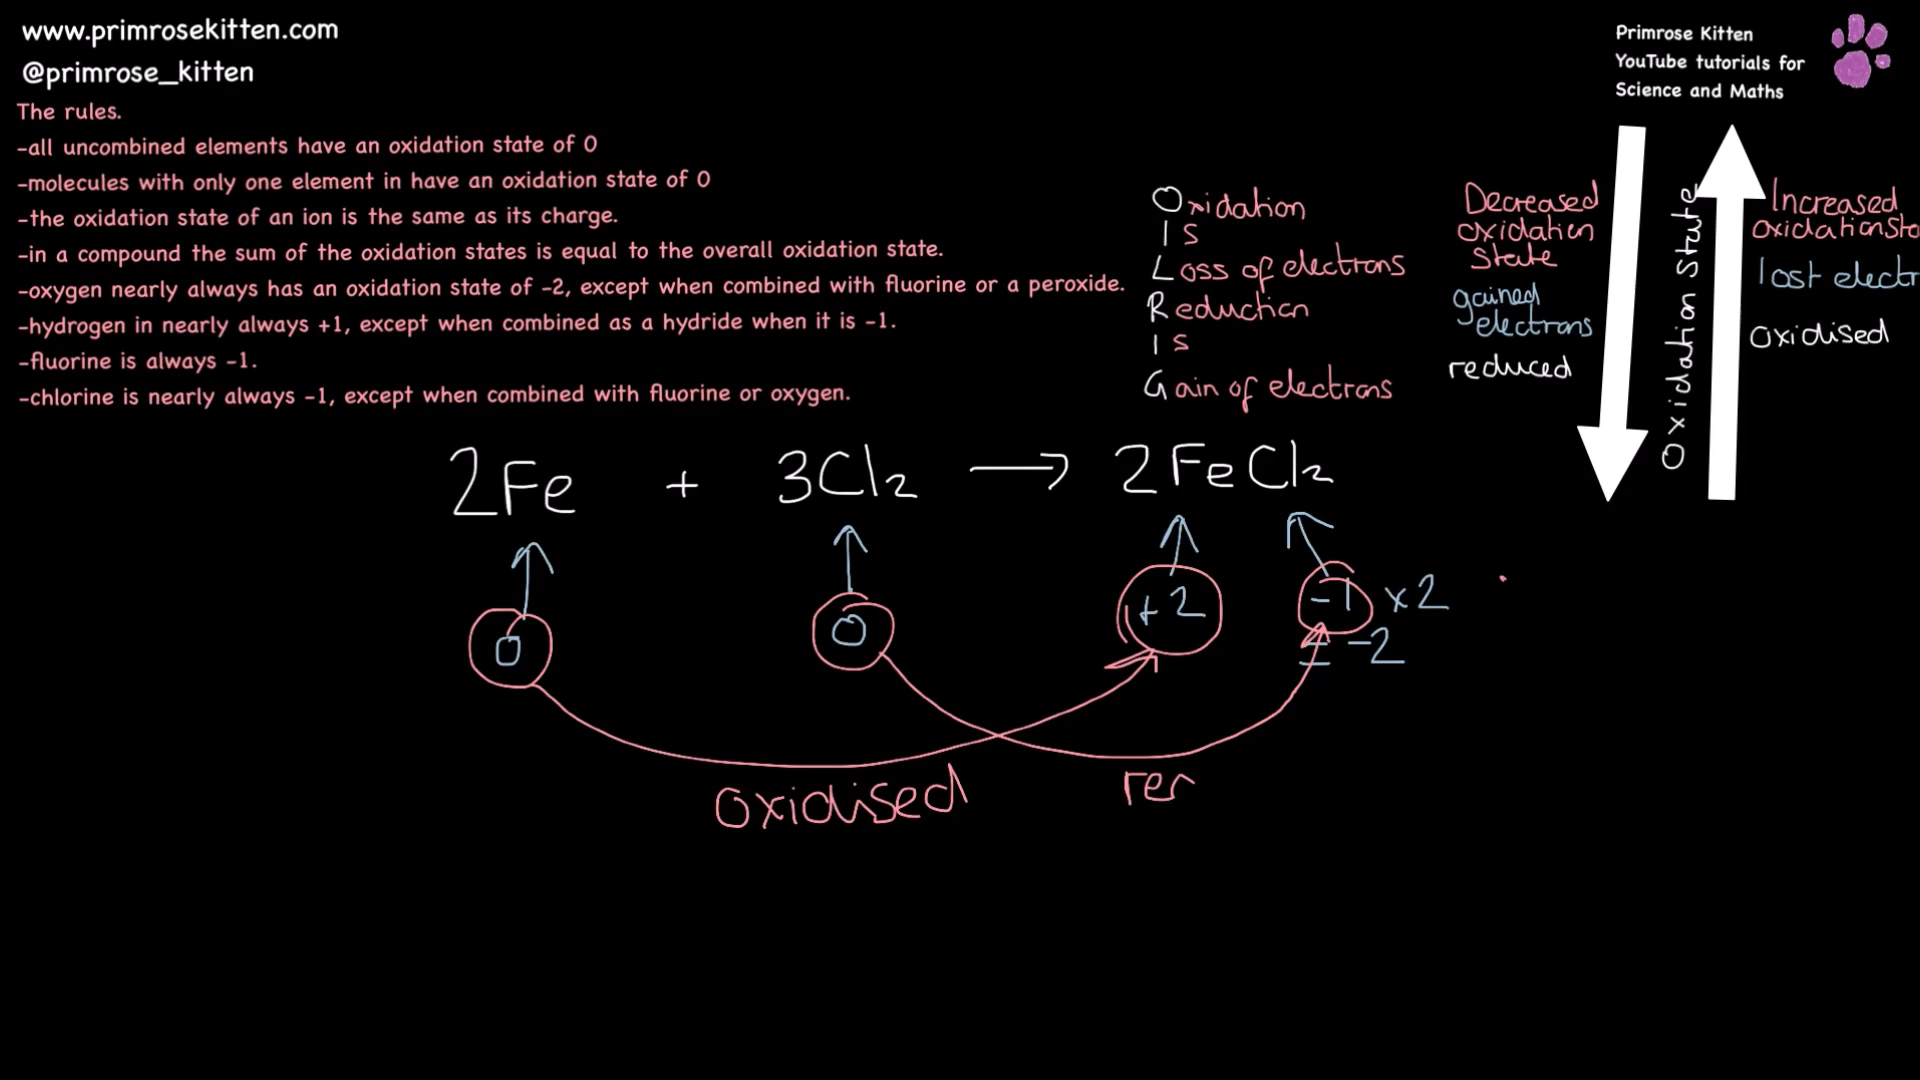 www.primrosekitten.com
@primrose_kitten
Primrose Kitten
YouTube tutorials for
Science and Maths
The rules.
-all uncombined elements have an oxidation state of 0
-molecules with only one element in have an oxidation state of 0
-the oxidation state of an ion is the same as its charge.
-in a compound the sum of the oxidation states is equal to the overall oxidation state.
-oxygen nearly always has an oxidation state of -2, except when combined with fluorine or a peroxide.
-hydrogen in nearly always +1, except when combined as a hydride when it is -1.
-fluorine is always -1.
-chlorine is nearly always -1, except when combined with fluorine or oxygen.
Oxidation
Is
Loss of electrons
Reduction
Is
Gain of electrons
Decreased
oxidation
State
gained
electrons
reduced
Oxidation State
Increased
oxidationsta
lost electr
oxidised
2Fe + 3Cl₂ → 2FeCl₂
0 0 +2 -1 x2
= -2
oxidised rer